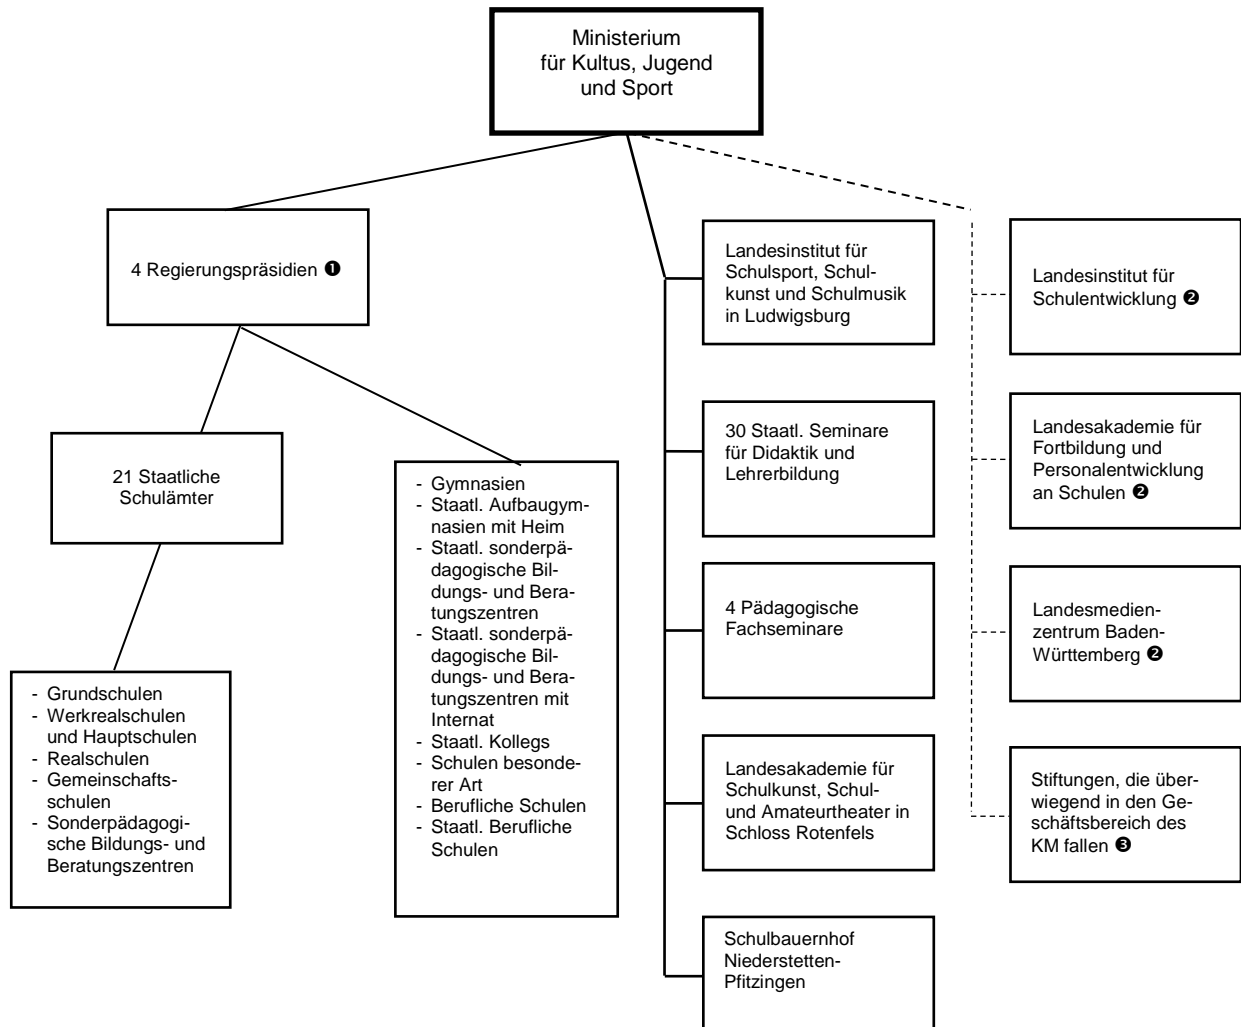 Ministerium
für Kultus, Jugend
und Sport
4 Regierungspräsidien ❶
21 Staatliche
Schulämter
- Grundschulen
- Werkrealschulen
und Hauptschulen
- Realschulen
- Gemeinschafts-
schulen
- Sonderpädagogi-
sche Bildungs- und
Beratungszentren
- Gymnasien
- Staatl. Aufbaugym-
nasien mit Heim
- Staatl. sonderpä-
dagogische Bil-
dungs- und Bera-
tungszentren
- Staatl. sonderpä-
dagogische Bil-
dungs- und Bera-
tungszentren mit
Internat
- Staatl. Kollegs
- Schulen besonde-
rer Art
- Berufliche Schulen
- Staatl. Berufliche
Schulen
Landesinstitut für
Schulsport, Schul-
kunst und Schulmusik
in Ludwigsburg
30 Staatl. Seminare
für Didaktik und
Lehrerbildung
4 Pädagogische
Fachseminare
Landesakademie für
Schulkunst, Schul-
und Amateurtheater in
Schloss Rotenfels
Schulbauernhof
Niederstetten-
Pfitzingen
Landesinstitut für
Schulentwicklung ❷
Landesakademie für
Fortbildung und
Personalentwicklung
an Schulen ❷
Landesmedien-
zentrum Baden-
Württemberg ❷
Stiftungen, die über-
wiegend in den Ge-
schäftsbereich des
KM fallen ❸